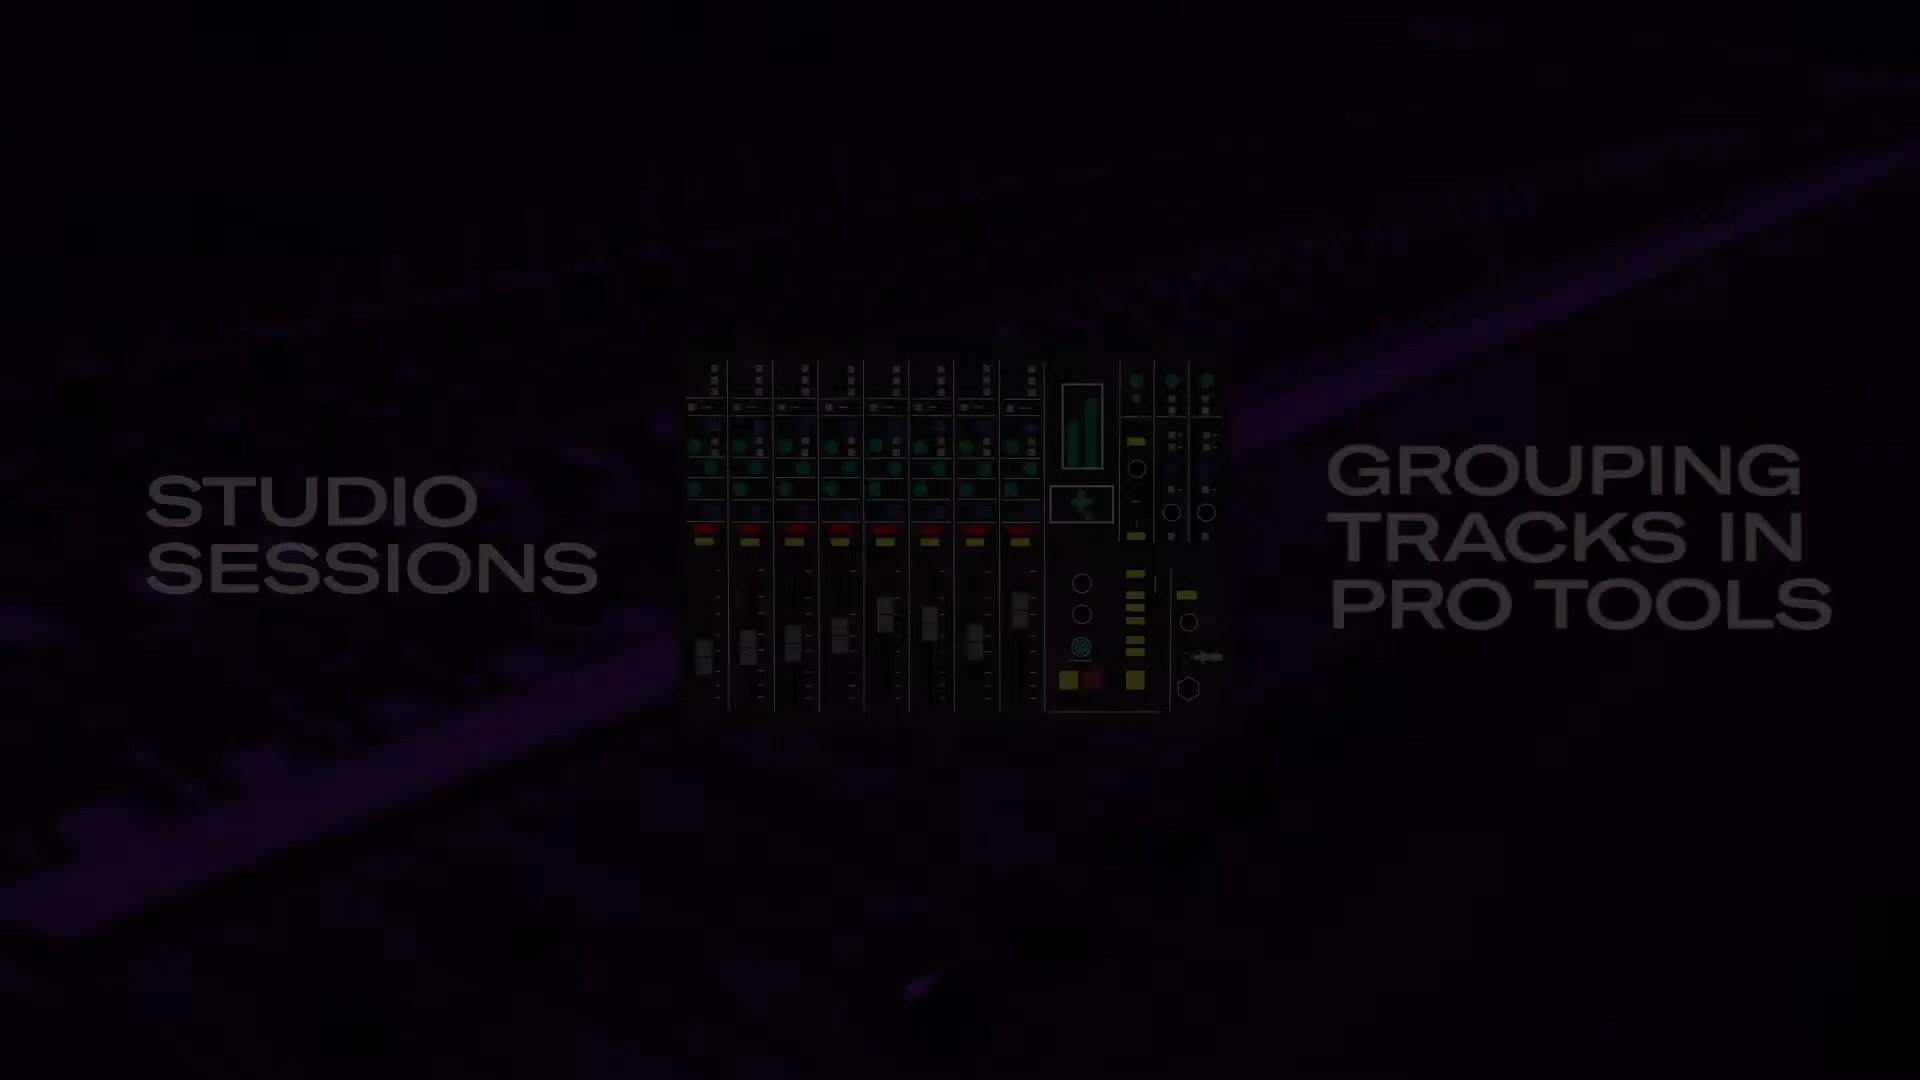 STUDIO
SESSIONS
GROUPING
TRACKS IN
PRO TOOLS